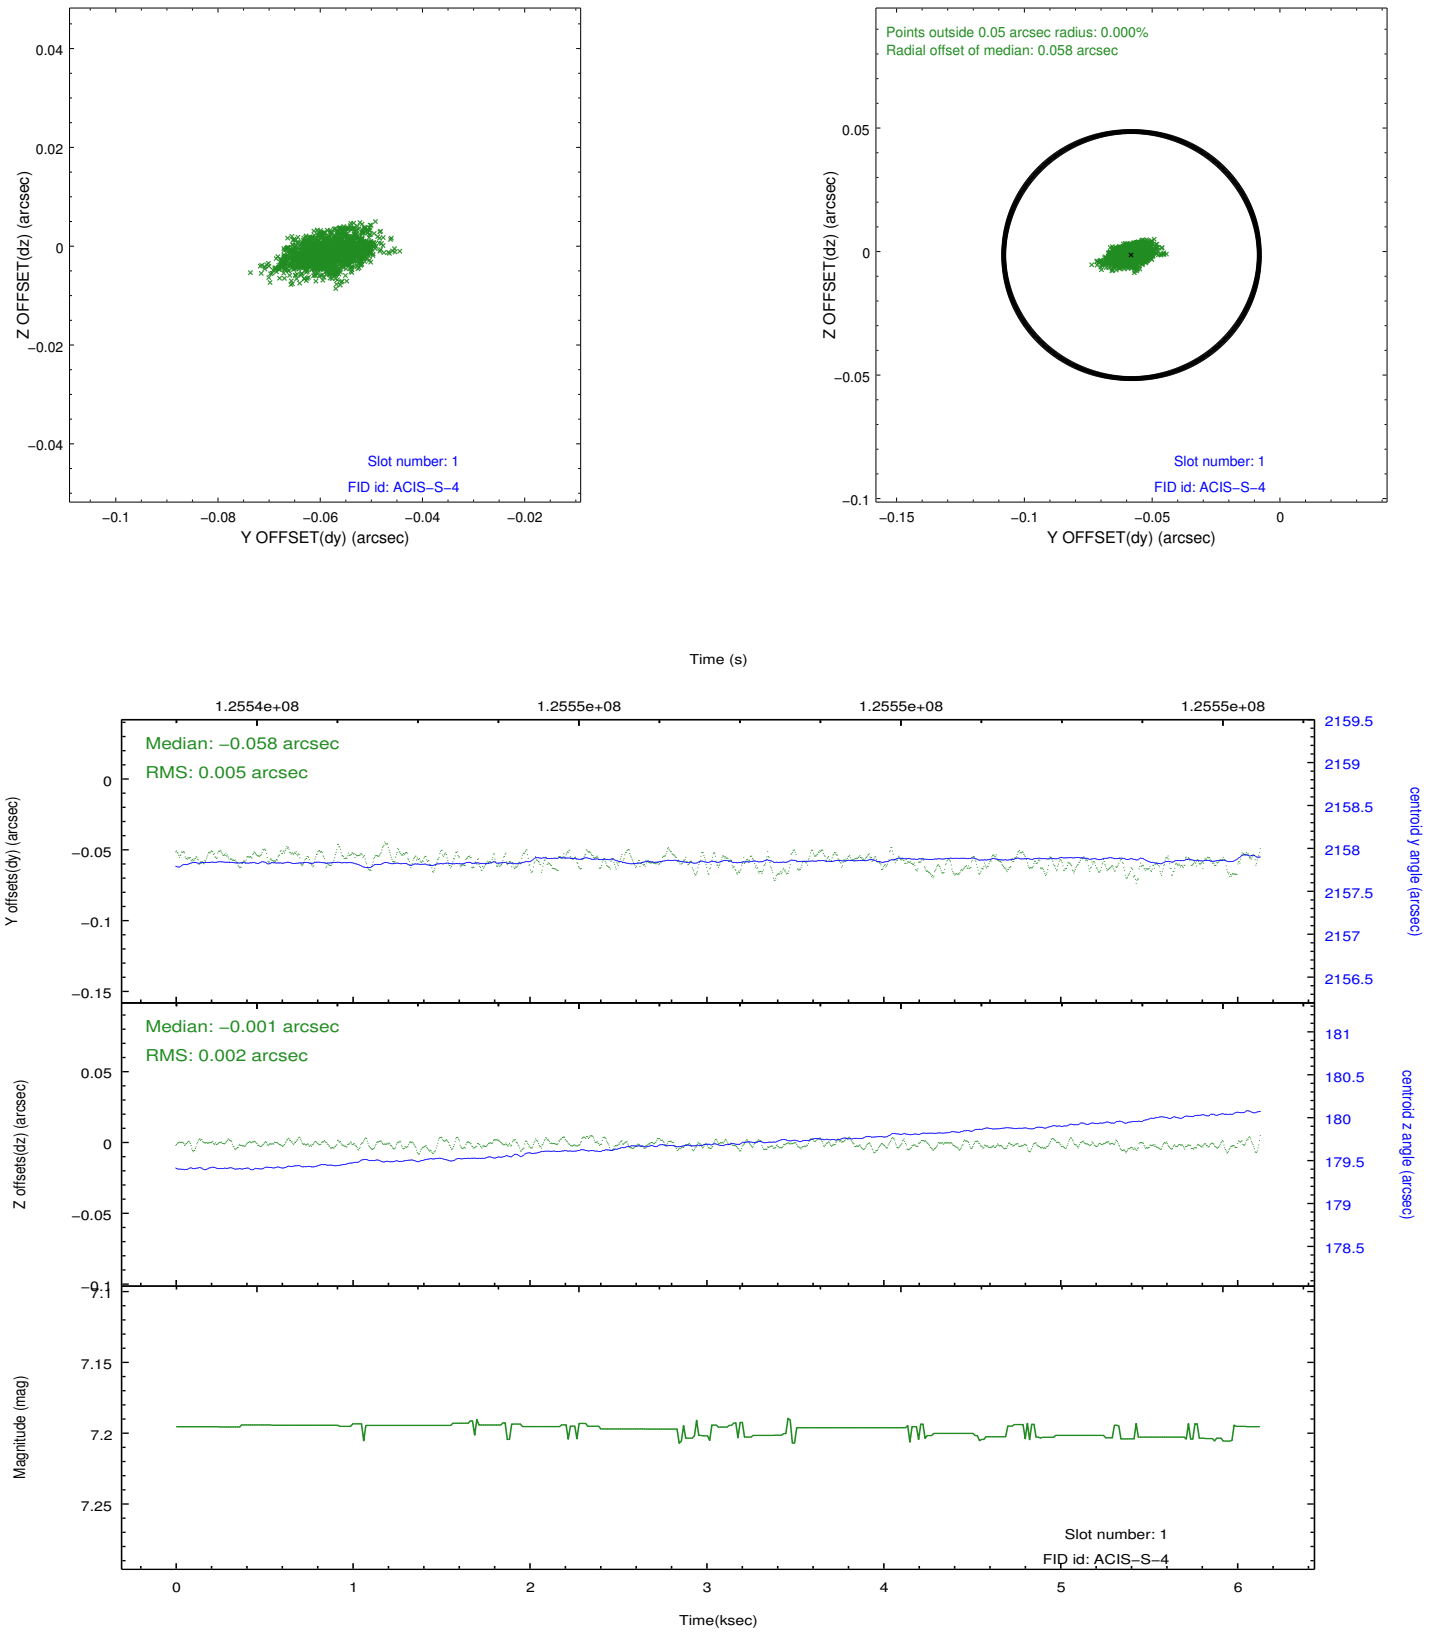 0.04
0.02
0
−0.02
−0.04
Z OFFSET(dz) (arcsec)
Slot number: 1
FID id: ACIS−S−4
−0.1
−0.08
−0.06
−0.04
−0.02
Y OFFSET(dy) (arcsec)
Points outside 0.05 arcsec radius: 0.000%
Radial offset of median: 0.058 arcsec
0.05
0
−0.05
−0.1
Z OFFSET(dz) (arcsec)
Slot number: 1
FID id: ACIS−S−4
−0.15
−0.1
−0.05
0
Y OFFSET(dy) (arcsec)
Time (s)
1.2554e+08
1.2555e+08
1.2555e+08
1.2555e+08
Median: −0.058 arcsec
RMS: 0.005 arcsec
0
−0.05
−0.1
−0.15
Y offsets(dy) (arcsec)
2159.5
2159
2158.5
2158
2157.5
2157
2156.5
centroid y angle (arcsec)
Median: −0.001 arcsec
RMS: 0.002 arcsec
0.05
0
−0.05
−0.1
Z offsets(dz) (arcsec)
181
180.5
180
179.5
179
178.5
centroid z angle (arcsec)
7.1
7.15
7.2
7.25
Magnitude (mag)
Slot number: 1
FID id: ACIS−S−4
0
1
2
3
4
5
6
Time(ksec)